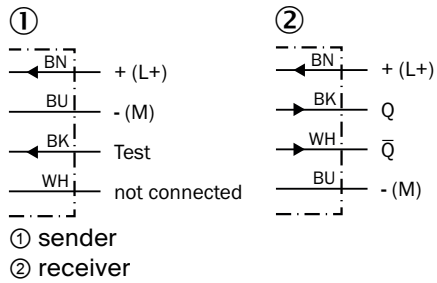 ①
BN + (L+)
BU - (M)
BK Test
WH not connected
②
BN + (L+)
BK Q
WH Q̅
BU - (M)
① sender
② receiver